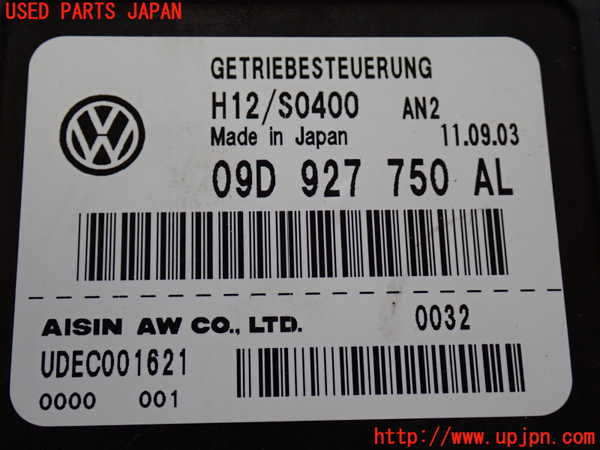 USED PARTS JAPAN
GETRIEBESTEUERUNG
H12/S0400 AN2
Made in Japan 11.09.03
09D 927 750 AL
AISIN AW CO., LTD. 0032
UDEC001621
0000 001
http://www.upjpn.com/